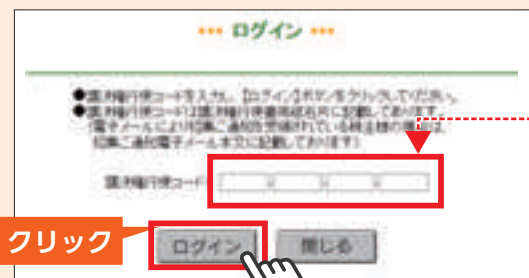 ••• ログイン •••
●議決権行使コードを入力し、【ログイン】ボタンをクリックしてください。
●議決権行使コードは議決権行使書用紙右片に記載してあります。
（電子メールにより招集ご通知を受領されている株主様の場合は、
招集ご通知電子メール本文に記載しております）
議決権行使コード：
クリック
ログイン 閉じる